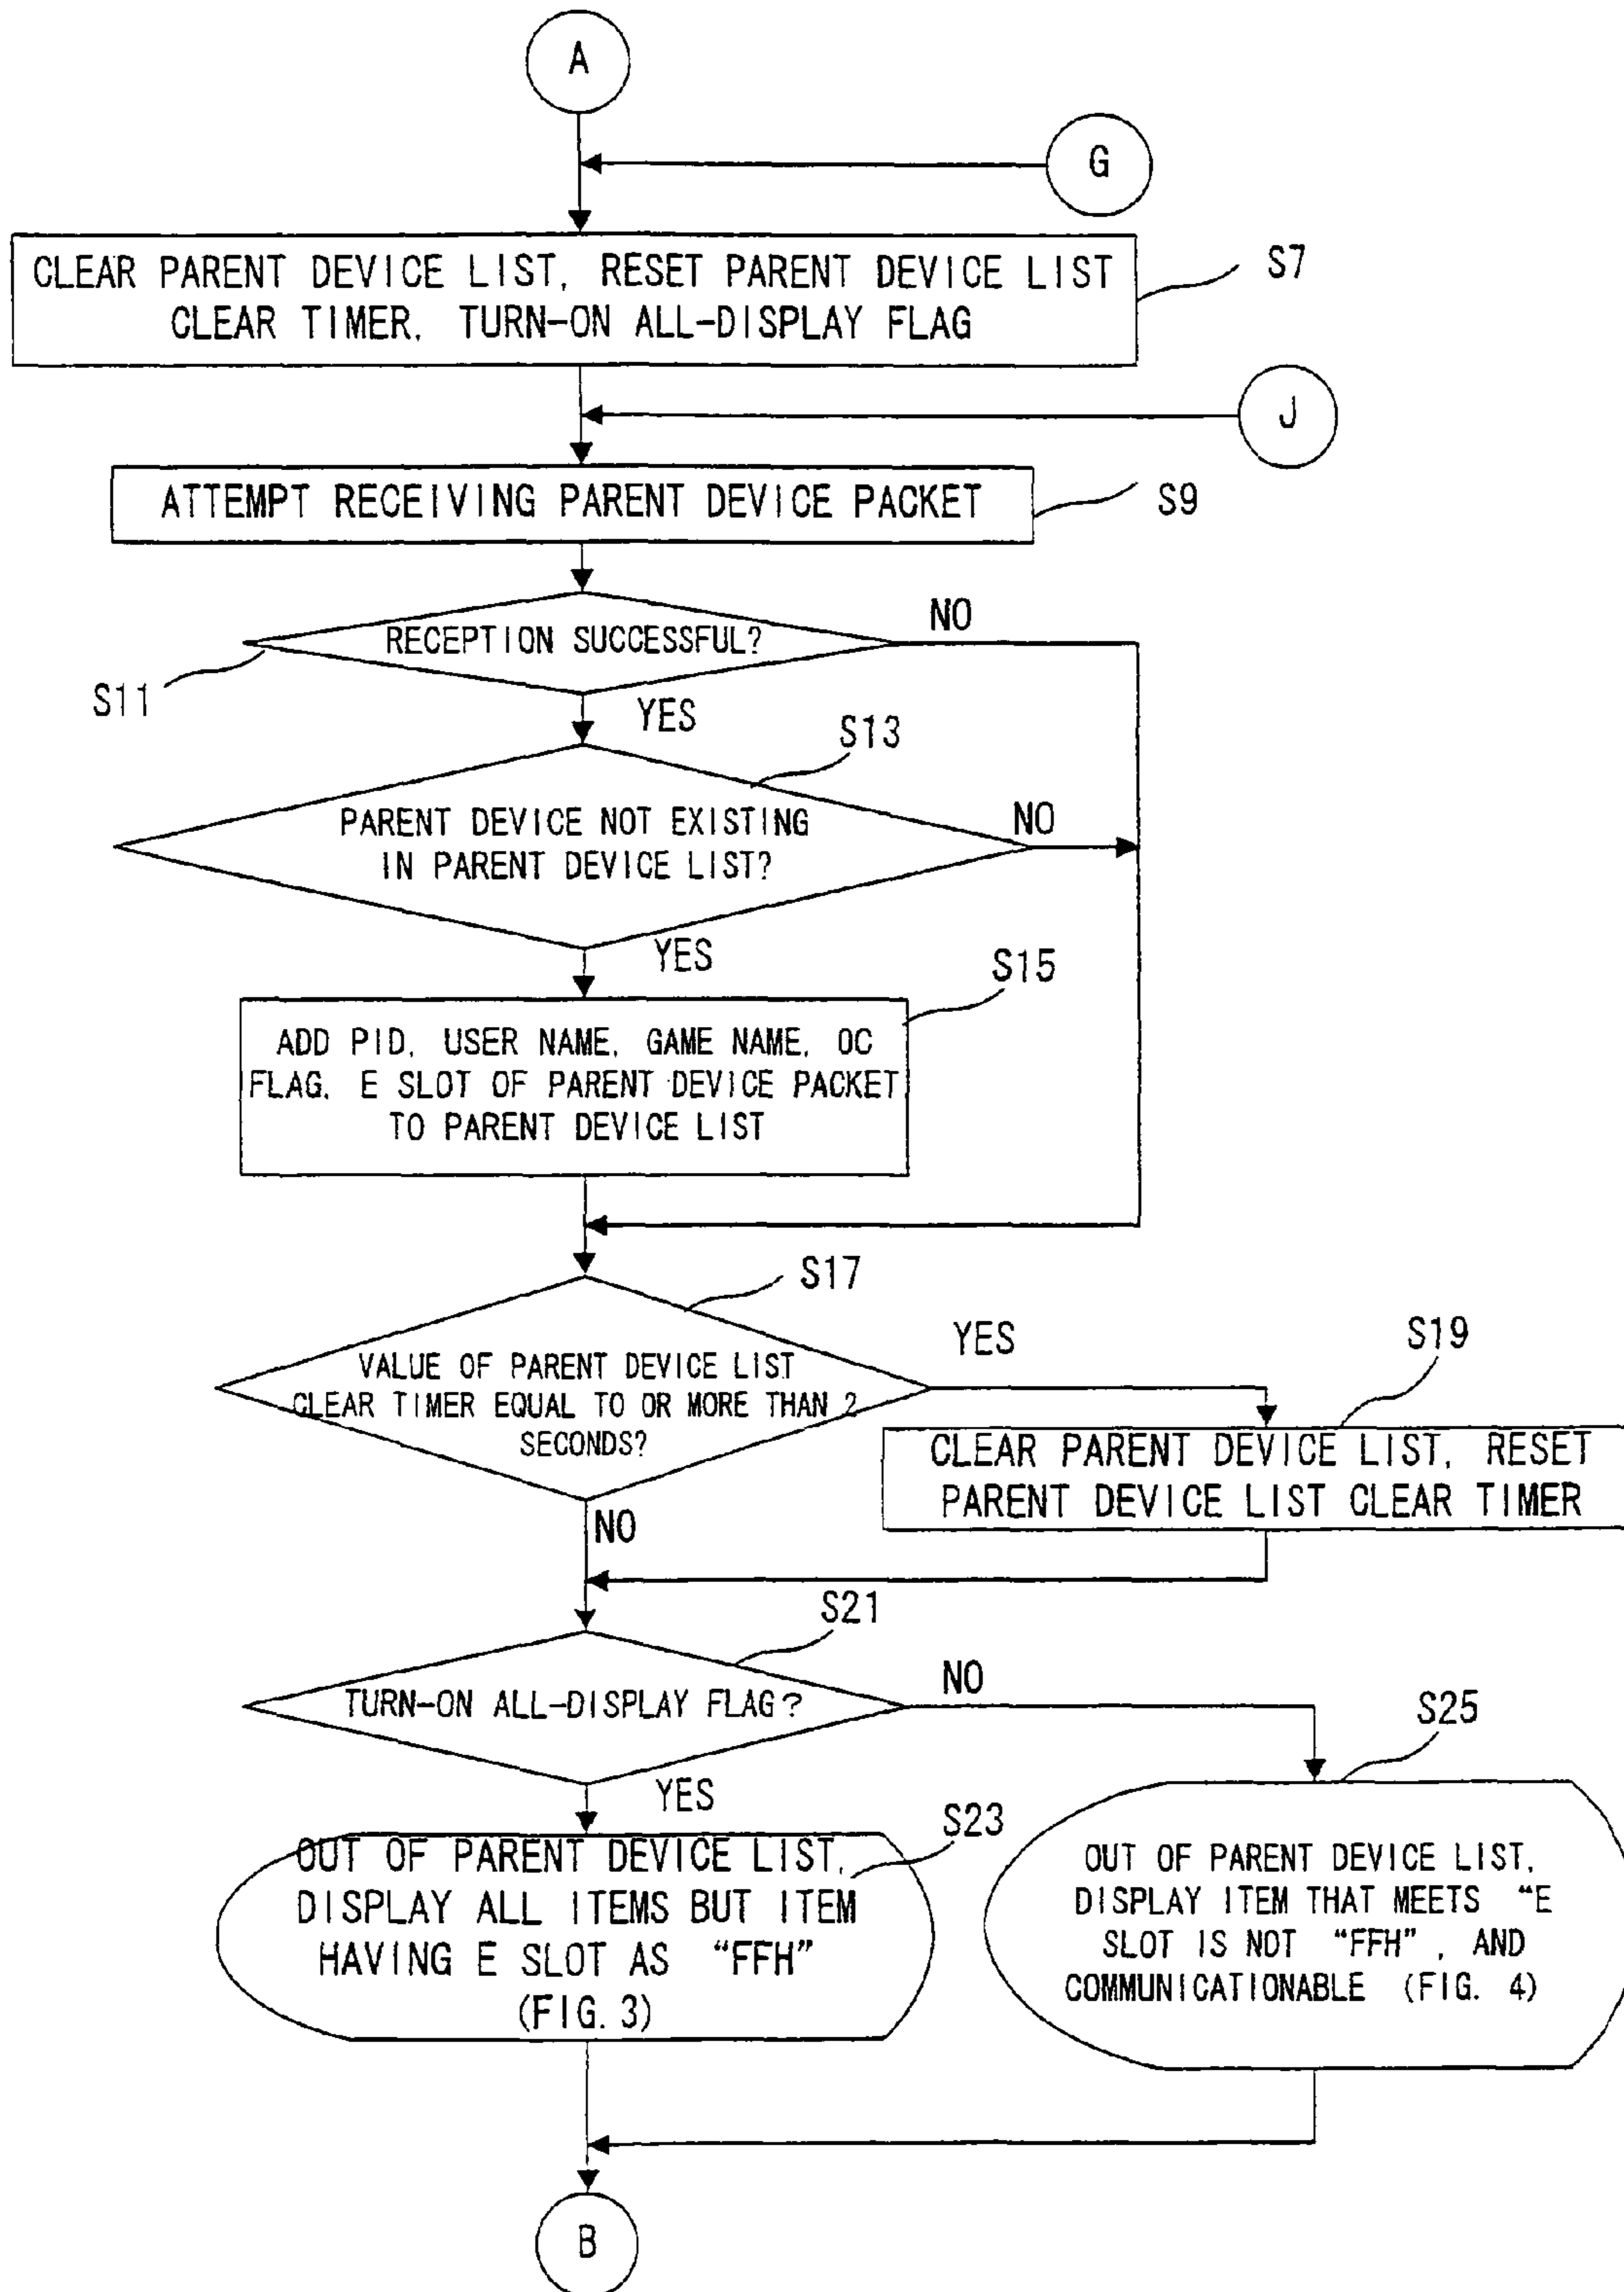 A
G
CLEAR PARENT DEVICE LIST, RESET PARENT DEVICE LIST
CLEAR TIMER, TURN-ON ALL-DISPLAY FLAG
S7
J
ATTEMPT RECEIVING PARENT DEVICE PACKET
S9
RECEPTION SUCCESSFUL?
NO
S11
YES
S13
PARENT DEVICE NOT EXISTING
IN PARENT DEVICE LIST?
NO
YES
S15
ADD PID, USER NAME, GAME NAME, OC
FLAG, E SLOT OF PARENT DEVICE PACKET
TO PARENT DEVICE LIST
S17
VALUE OF PARENT DEVICE LIST
CLEAR TIMER EQUAL TO OR MORE THAN 2
SECONDS?
YES
S19
CLEAR PARENT DEVICE LIST, RESET
PARENT DEVICE LIST CLEAR TIMER
NO
S21
TURN-ON ALL-DISPLAY FLAG?
NO
S25
YES
S23
OUT OF PARENT DEVICE LIST,
DISPLAY ALL ITEMS BUT ITEM
HAVING E SLOT AS “FFH”
(FIG. 3)
OUT OF PARENT DEVICE LIST,
DISPLAY ITEM THAT MEETS “E
SLOT IS NOT “FFH”, AND
COMMUNICATIONABLE (FIG. 4)
B